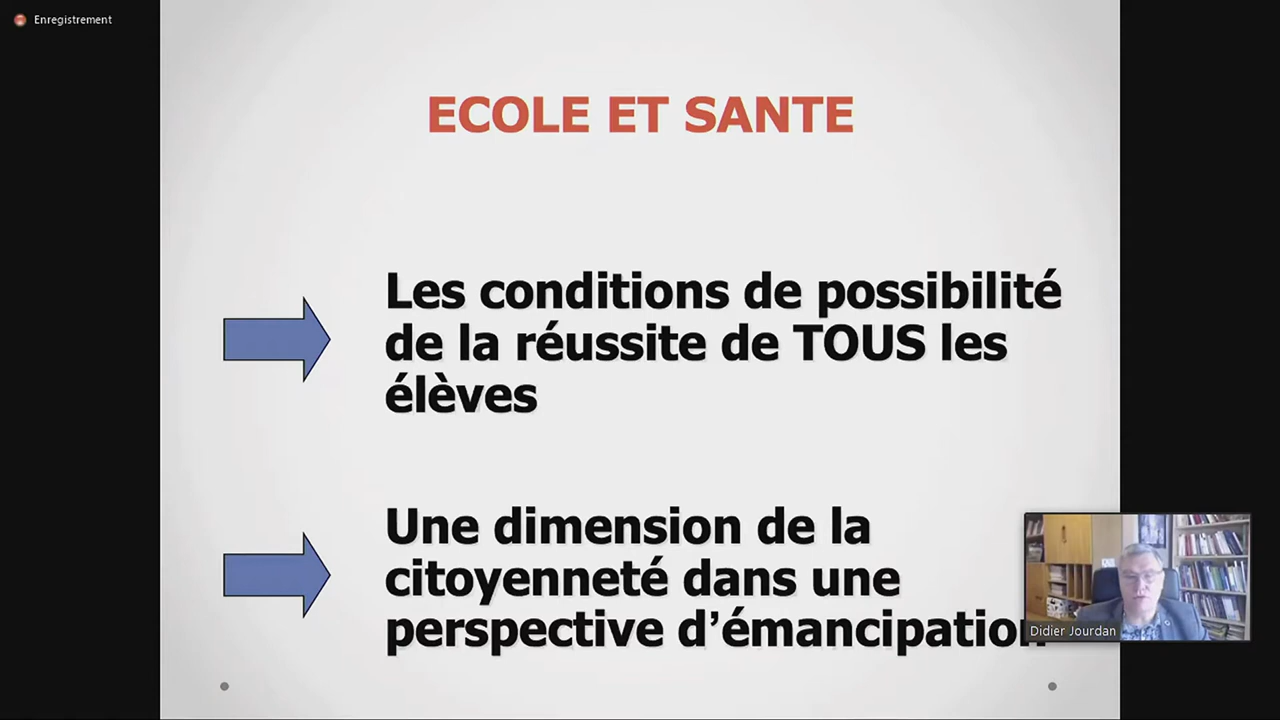 Enregistrement
ECOLE ET SANTE
Les conditions de possibilité
de la réussite de TOUS les
élèves
Une dimension de la
citoyenneté dans une
perspective d’émancipation
Didier Jourdan